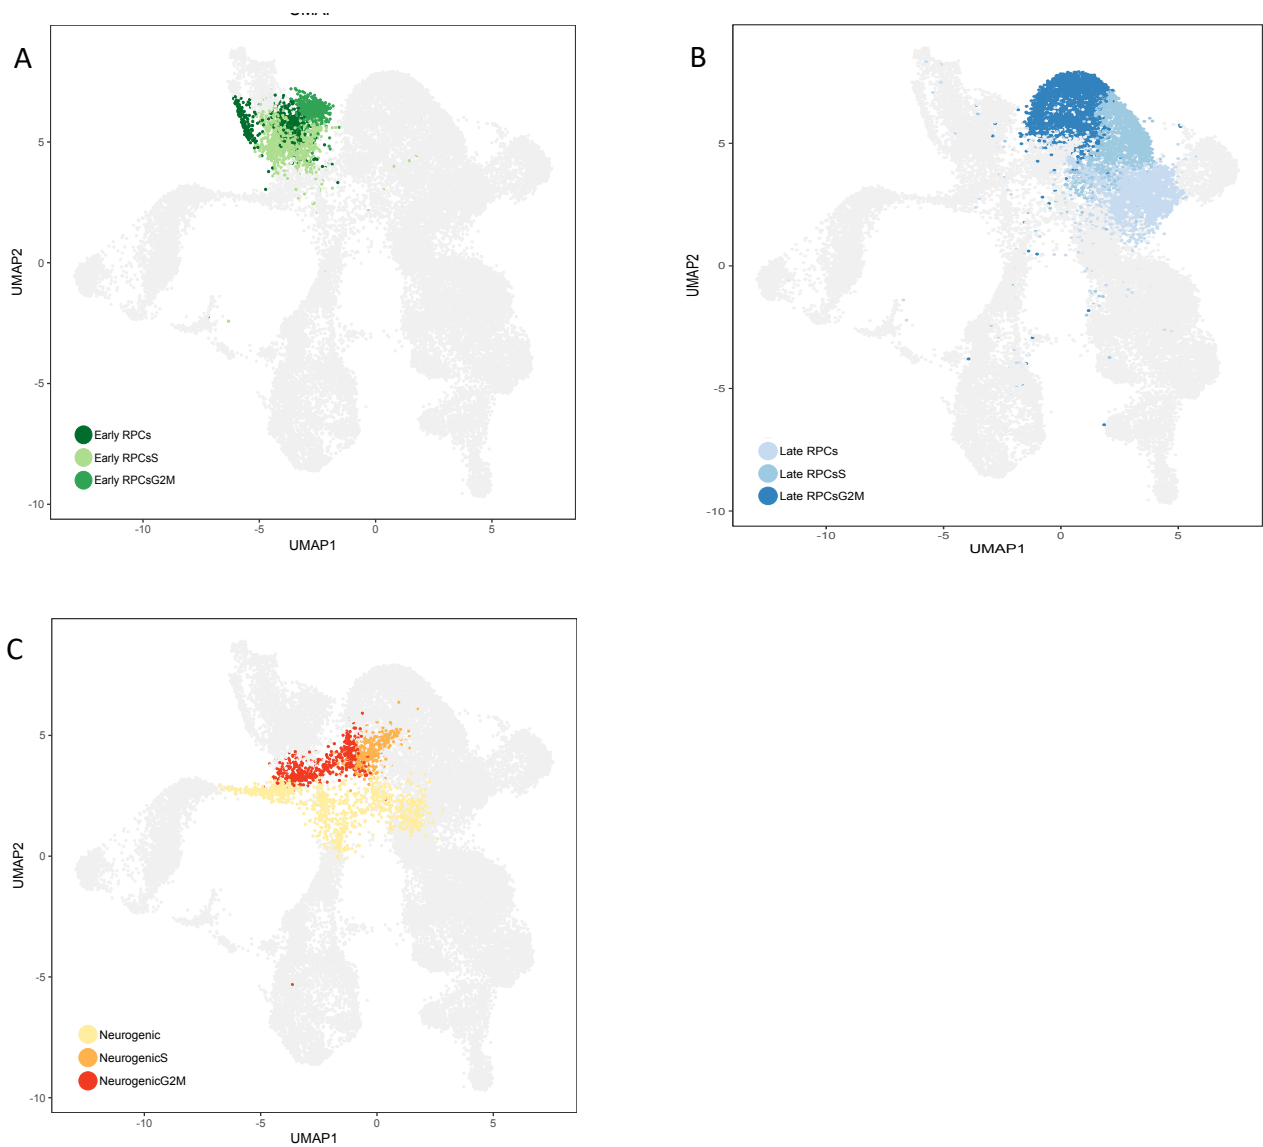 A
5
0
-5
-10
UMAP2
Early RPCs
Early RPCsS
Early RPCsG2M
-10
-5
0
5
UMAP1
B
5
0
-5
-10
UMAP2
Late RPCs
Late RPCsS
Late RPCsG2M
-10
-5
0
5
UMAP1
C
5
0
-5
-10
UMAP2
Neurogenic
NeurogenicS
NeurogenicG2M
-10
-5
0
5
UMAP1